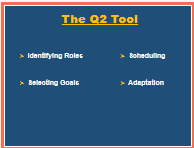 The Q2 Tool
➤ Identifying Roles
➤ Scheduling
➤ Selecting Goals
➤ Adaptation